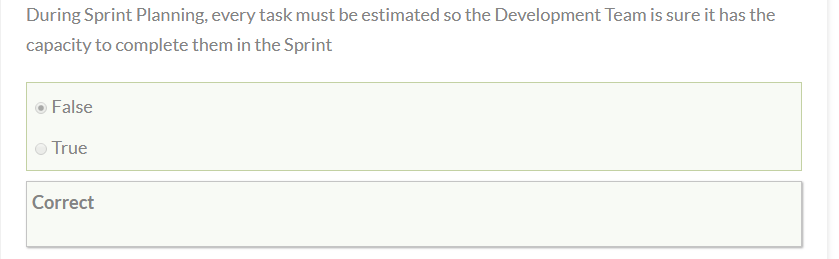 During Sprint Planning, every task must be estimated so the Development Team is sure it has the
capacity to complete them in the Sprint
False
True
Correct